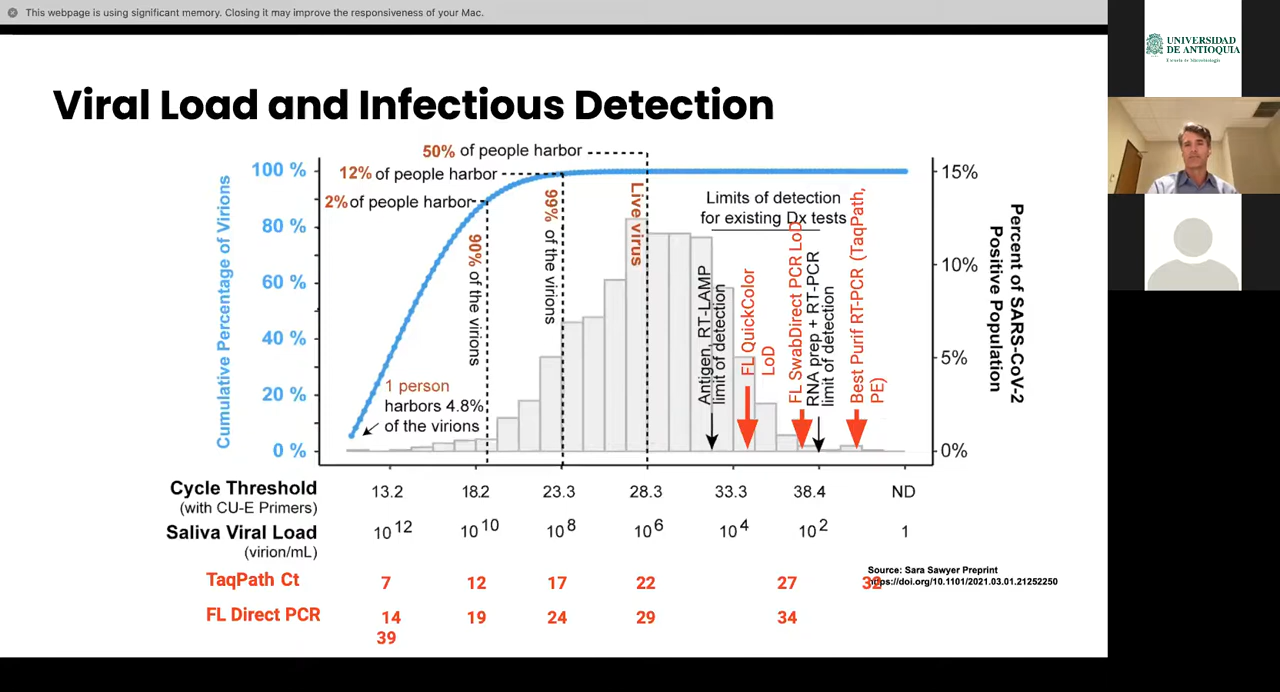 This webpage is using significant memory. Closing it may improve the responsiveness of your Mac.
UNIVERSIDAD
DE ANTIOQUIA
Escuela de Microbiología
Viral Load and Infectious Detection
50% of people harbor
12% of people harbor
2% of people harbor
100 %
80 %
60 %
40 %
20 %
0 %
Cumulative Percentage of Virions
90% of the virions
99% of the virions
Live virus
1 person
harbors 4.8%
of the virions
Limits of detection
for existing Dx tests
Antigen, RT-LAMP
limit of detection
FL QuickColor
LoD
FL SwabDirect PCR LoD
RNA prep + RT-PCR
limit of detection
Best Purif RT-PCR (TaqPath,
PE)
15%
10%
5%
0%
Percent of SARS-CoV-2
Positive Population
Cycle Threshold 13.2 18.2 23.3 28.3 33.3 38.4 ND
(with CU-E Primers)
Saliva Viral Load 10^12 10^10 10^8 10^6 10^4 10^2 1
(virion/mL)
Source: Sara Sawyer Preprint
https://doi.org/10.1101/2021.03.01.21252250
TaqPath Ct 7 12 17 22 27 32
FL Direct PCR 14 19 24 29 34
39